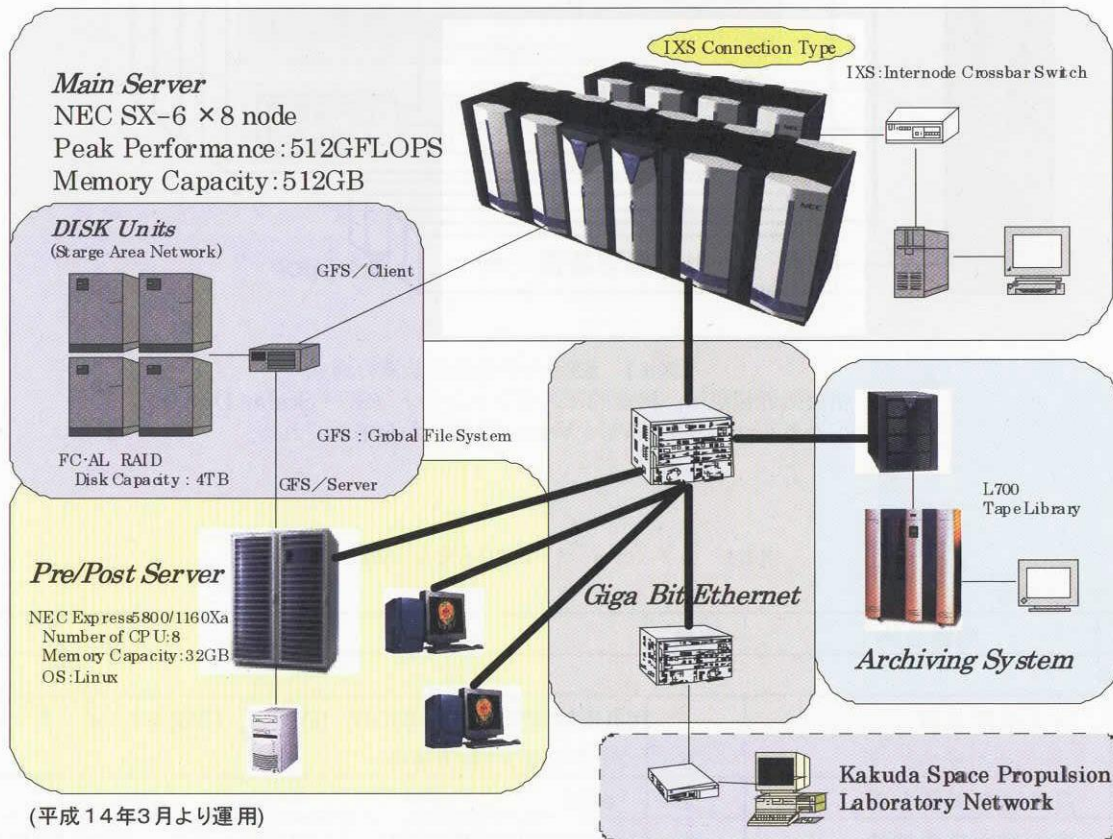 IXS Connection Type
IXS:Internode Crossbar Switch
Main Server
NEC SX-6 ×8 node
Peak Performance:512GFLOPS
Memory Capacity:512GB
NEC
NEC
DISK Units
(Starge Area Network)
GFS／Client
GFS : Grobal File System
FC-AL RAID
Disk Capacity : 4TB
GFS／Server
L700
Tape Library
Pre/Post Server
NEC Express5800/1160Xa
Number of CPU:8
Memory Capacity:32GB
OS:Linux
Giga Bit Ethernet
Archiving System
Kakuda Space Propulsion
Laboratory Network
(平成14年3月より運用)